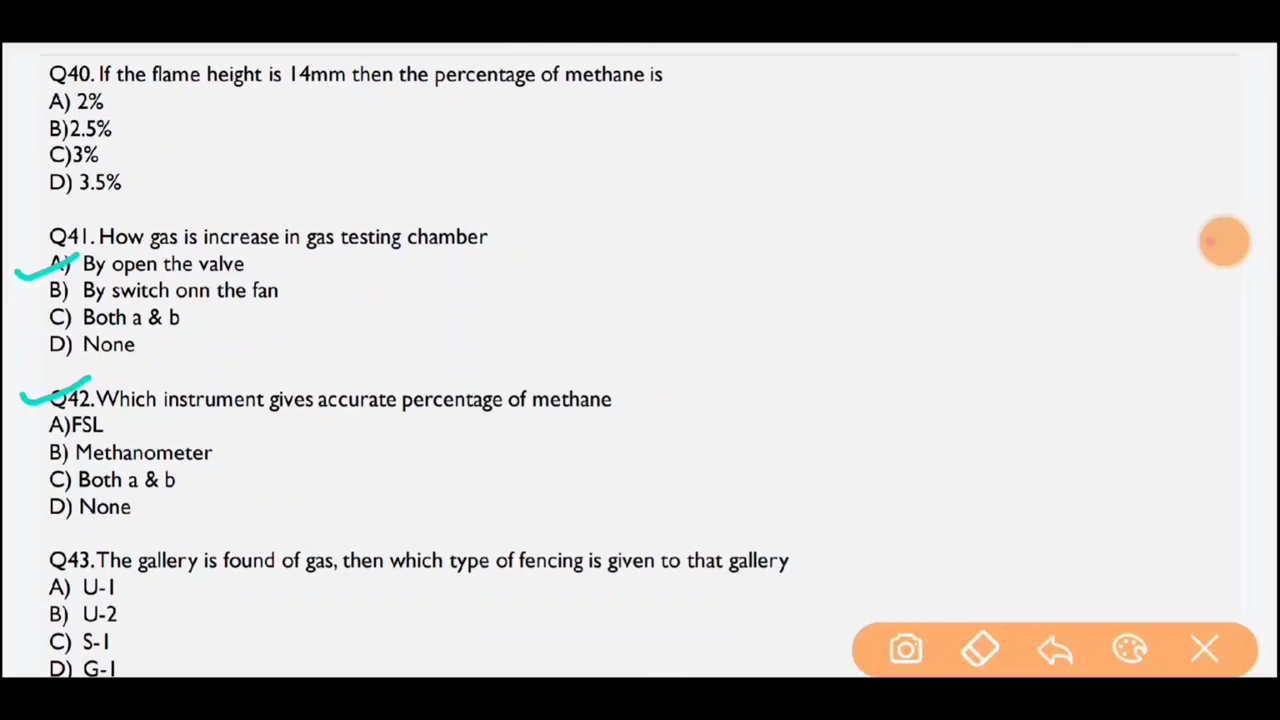 Q40. If the flame height is 14mm then the percentage of methane is
A) 2%
B)2.5%
C)3%
D) 3.5%
Q41. How gas is increase in gas testing chamber
A) By open the valve
B) By switch onn the fan
C) Both a & b
D) None
Q42.Which instrument gives accurate percentage of methane
A)FSL
B) Methanometer
C) Both a & b
D) None
Q43.The gallery is found of gas, then which type of fencing is given to that gallery
A) U-1
B) U-2
C) S-1
D) G-1